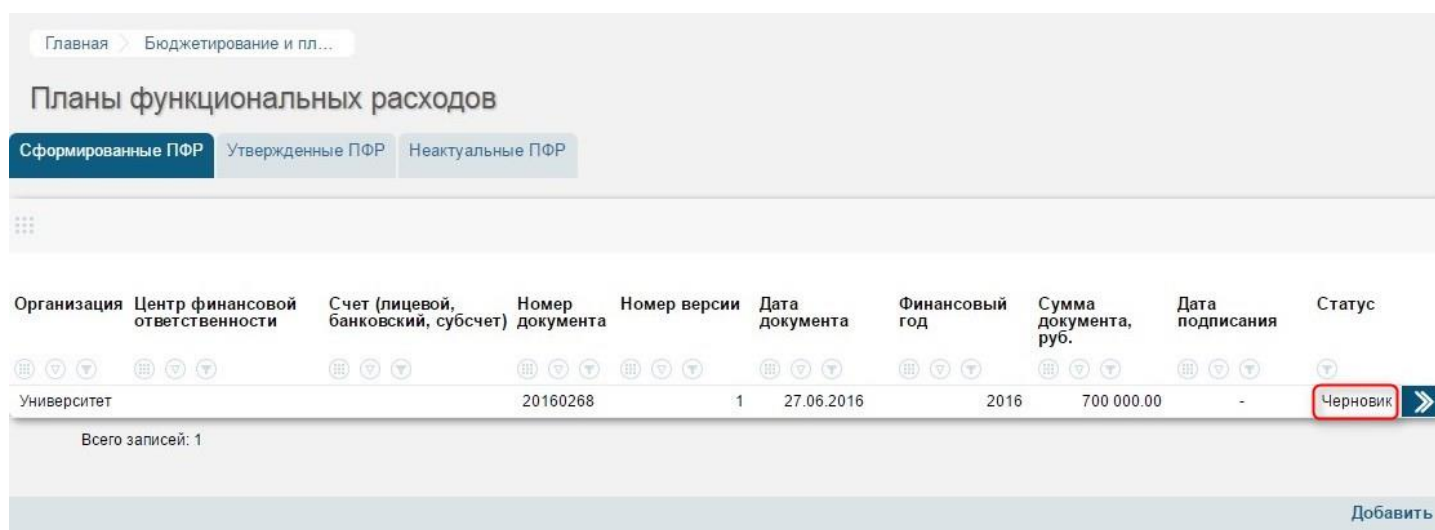 Главная Бюджетирование и пл...
Планы функциональных расходов
Сформированные ПФР Утвержденные ПФР Неактуальные ПФР
Организация Центр финансовой Счет (лицевой, Номер Номер версии Дата Финансовый Сумма Дата Статус
ответственности банковский, субсчет) документа документа год документа, подписания
руб.
Университет 20160268 1 27.06.2016 2016 700 000.00 - Черновик
Всего записей: 1
Добавить